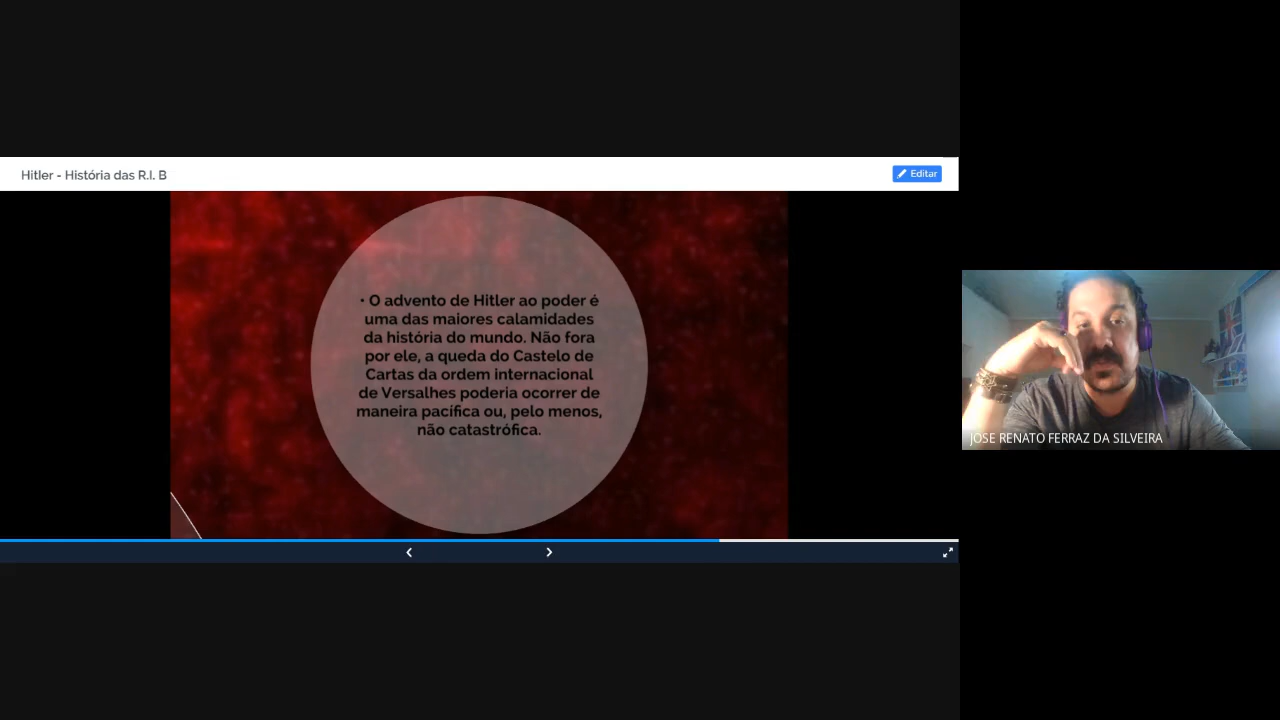 Hitler - História das R.I. B
Editar
• O advento de Hitler ao poder é
uma das maiores calamidades
da história do mundo. Não fora
por ele, a queda do Castelo de
Cartas da ordem internacional
de Versalhes poderia ocorrer de
maneira pacífica ou, pelo menos,
não catastrófica.
JOSE RENATO FERRAZ DA SILVEIRA